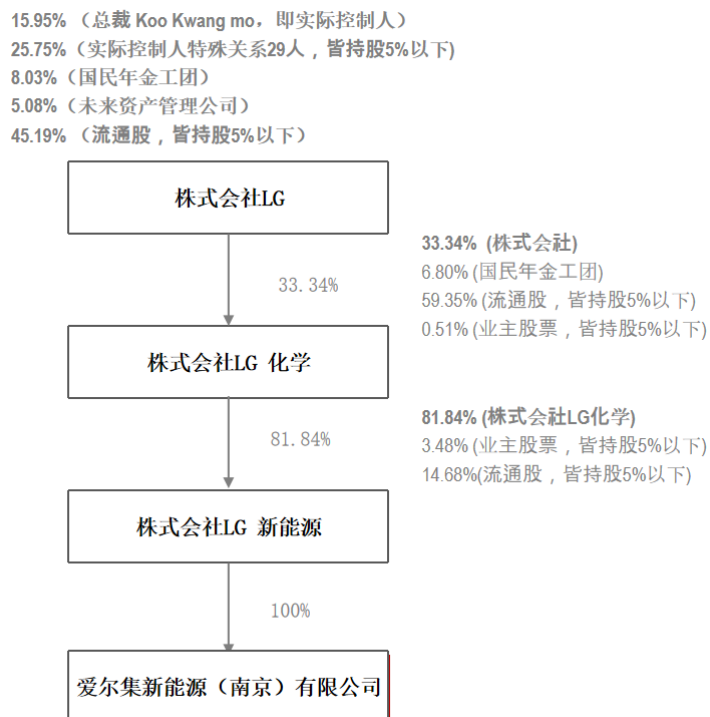 15.95%（总裁 Koo Kwang mo，即实际控制人）
25.75%（实际控制人特殊关系29人，皆持股5%以下)
8.03%（国民年金工团）
5.08%（未来资产管理公司）
45.19%（流通股，皆持股5%以下）
株式会社LG
33.34% (株式会社)
33.34%
6.80% (国民年金工团)
59.35% (流通股，皆持股5%以下)
0.51% (业主股票，皆持股5%以下)
株式会社LG 化学
81.84% (株式会社LG化学)
81.84%
3.48% (业主股票，皆持股5%以下)
14.68%(流通股，皆持股5%以下)
株式会社LG 新能源
100%
爱尔集新能源（南京）有限公司